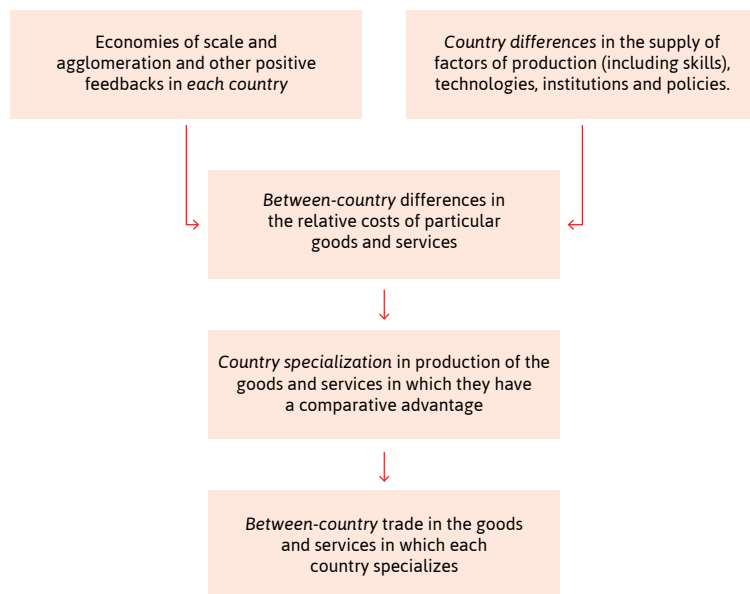 Economies of scale and
agglomeration and other positive
feedbacks in each country
Country differences in the supply of
factors of production (including skills),
technologies, institutions and policies.
Between-country differences in
the relative costs of particular
goods and services
Country specialization in production of the
goods and services in which they have
a comparative advantage
Between-country trade in the goods
and services in which each
country specializes